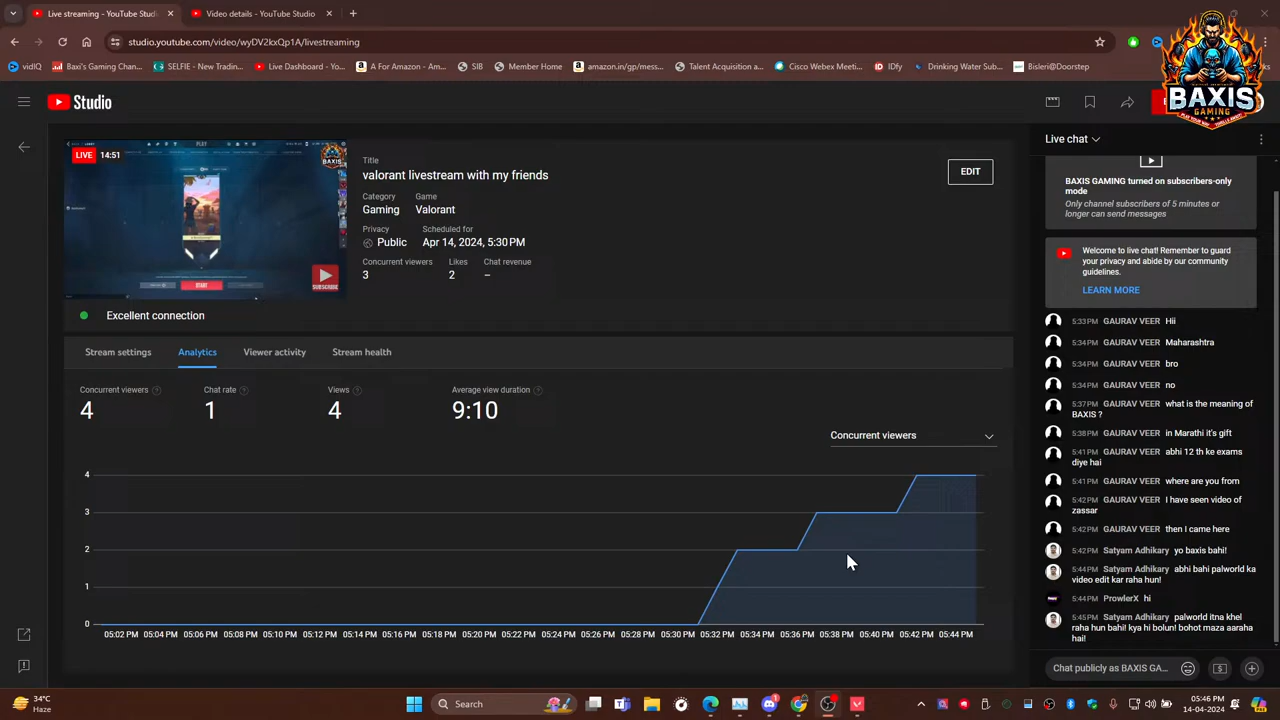 Live streaming - YouTube Studio
Video details - YouTube Studio
studio.youtube.com/video/wyDV2kxQp1A/livestreaming
vidIQ
Baxi's Gaming Chan...
SELFIE - New Trading...
Live Dashboard - Yo...
A For Amazon - Am...
SIB
Member Home
amazon.in/gp/mess...
Talent Acquisition a...
Cisco Webex Meeti...
IDfy
Drinking Water Sub...
Bisleri@Doorstep
BAXIS
GAMING
Studio
LIVE 14:51
SUBSCRIBE
START
Title
valorant livestream with my friends
EDIT
Category Game
Gaming Valorant
Privacy Scheduled for
Public Apr 14, 2024, 5:30 PM
Concurrent viewers Likes Chat revenue
3 2 –
Excellent connection
Stream settings Analytics Viewer activity Stream health
Concurrent viewers Chat rate Views Average view duration
4 1 4 9:10
Concurrent viewers
4
3
2
1
0
05:02 PM 05:04 PM 05:06 PM 05:08 PM 05:10 PM 05:12 PM 05:14 PM 05:16 PM 05:18 PM 05:20 PM 05:22 PM 05:24 PM 05:26 PM 05:28 PM 05:30 PM 05:32 PM 05:34 PM 05:36 PM 05:38 PM 05:40 PM 05:42 PM 05:44 PM
Live chat
BAXIS GAMING turned on subscribers-only
mode
Only channel subscribers of 5 minutes or
longer can send messages
Welcome to live chat! Remember to guard
your privacy and abide by our community
guidelines.
LEARN MORE
5:33 PM GAURAV VEER Hii
5:34 PM GAURAV VEER Maharashtra
5:34 PM GAURAV VEER bro
5:34 PM GAURAV VEER no
5:37 PM GAURAV VEER what is the meaning of
BAXIS ?
5:38 PM GAURAV VEER in Marathi it's gift
5:41 PM GAURAV VEER abhi 12 th ke exams
diye hai
5:41 PM GAURAV VEER where are you from
5:42 PM GAURAV VEER I have seen video of
zassar
5:42 PM GAURAV VEER then I came here
5:42 PM Satyam Adhikary yo baxis bahi!
5:44 PM Satyam Adhikary abhi bahi palworld ka
video edit kar raha hun!
5:44 PM ProwlerX hi
5:45 PM Satyam Adhikary palworld itna khel
raha hun bahi! kya hi bolun! bohot maza aaraha
hai!
Chat publicly as BAXIS GA...
34°C
Haze
Search
05:46 PM
14-04-2024